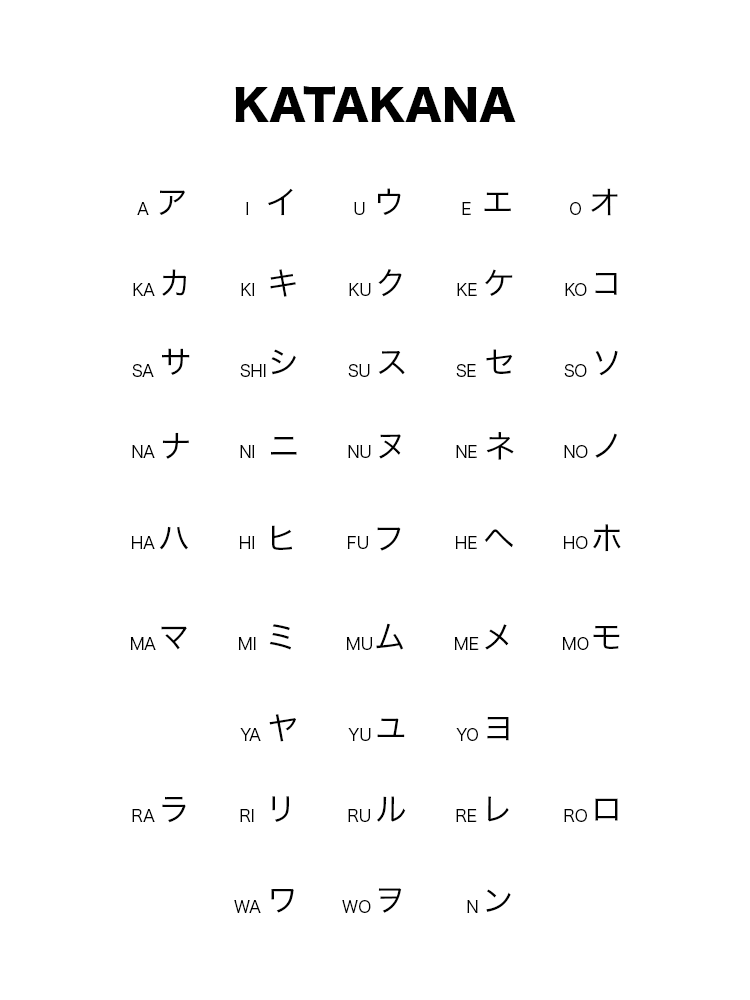 KATAKANA
A ア I イ U ウ E エ O オ
KA カ KI キ KU ク KE ケ KO コ
SA サ SHI シ SU ス SE セ SO ソ
NA ナ NI ニ NU ヌ NE ネ NO ノ
HA ハ HI ヒ FU フ HE ヘ HO ホ
MA マ MI ミ MU ム ME メ MO モ
YA ヤ YU ユ YO ヨ
RA ラ RI リ RU ル RE レ RO ロ
WA ワ WO ヲ N ン